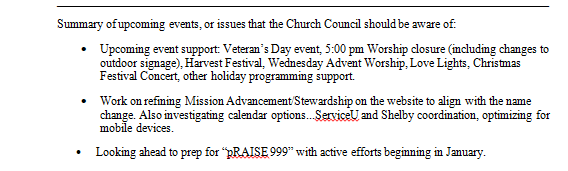 Summary of upcoming events, or issues that the Church Council should be aware of:
• Upcoming event support: Veteran's Day event, 5:00 pm Worship closure (including changes to
outdoor signage), Harvest Festival, Wednesday Advent Worship, Love Lights, Christmas
Festival Concert, other holiday programming support.
• Work on refining Mission Advancement/Stewardship on the website to align with the name
change. Also investigating calendar options...ServiceU and Shelby coordination, optimizing for
mobile devices.
• Looking ahead to prep for “pRAISE 999” with active efforts beginning in January.